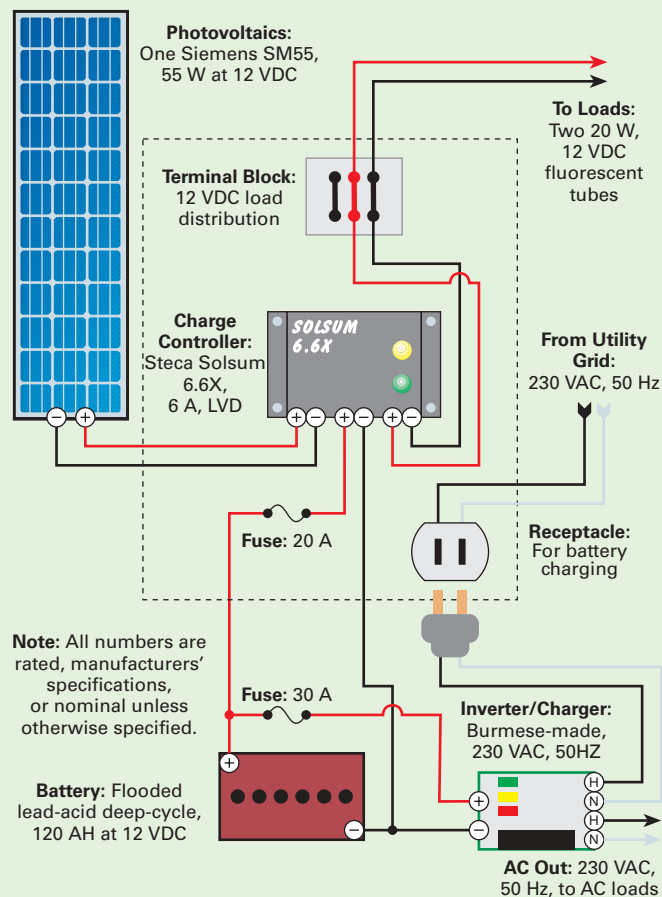 Photovoltaics:
One Siemens SM55,
55 W at 12 VDC
To Loads:
Two 20 W,
12 VDC
fluorescent
tubes
Terminal Block:
12 VDC load
distribution
Charge
Controller:
Steca Solsum
6.6X,
6 A, LVD
SOLSUM
6.6X
From Utility
Grid:
230 VAC, 50 Hz
− +
+ − + − + −
Fuse: 20 A
Receptacle:
For battery
charging
Note: All numbers are
rated, manufacturers’
specifications,
or nominal unless
otherwise specified.
Fuse: 30 A
Inverter/Charger:
Burmese-made,
230 VAC, 50HZ
Battery: Flooded
lead-acid deep-cycle,
120 AH at 12 VDC
+
−
+
−
H
N
H
N
AC Out: 230 VAC,
50 Hz, to AC loads